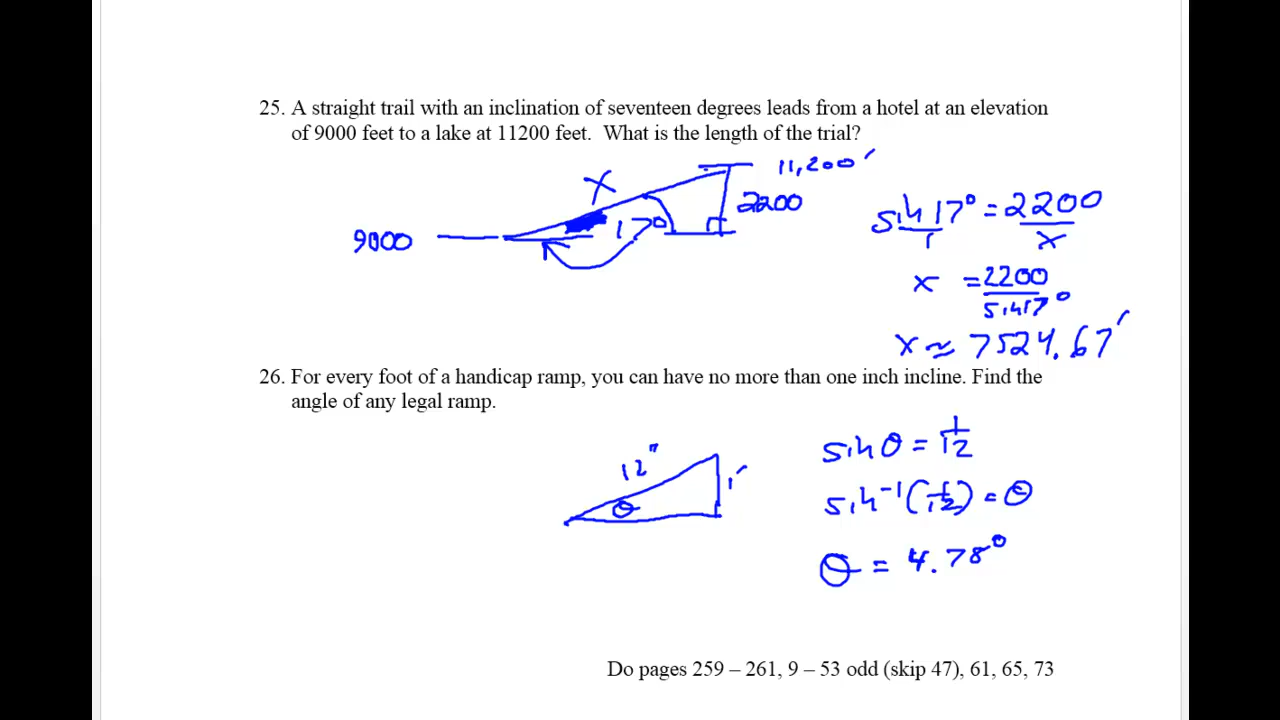 25. A straight trail with an inclination of seventeen degrees leads from a hotel at an elevation
of 9000 feet to a lake at 11200 feet.  What is the length of the trial?
x
11,200'
2200
17°
9000
sin 17° = 2200
1 x
x = 2200
sin 17°
x ≈ 7524.67'
26. For every foot of a handicap ramp, you can have no more than one inch incline. Find the
angle of any legal ramp.
12"
1'
θ
sin θ = 1/12
sin⁻¹(1/12) = θ
θ = 4.78°
Do pages 259 – 261, 9 – 53 odd (skip 47), 61, 65, 73